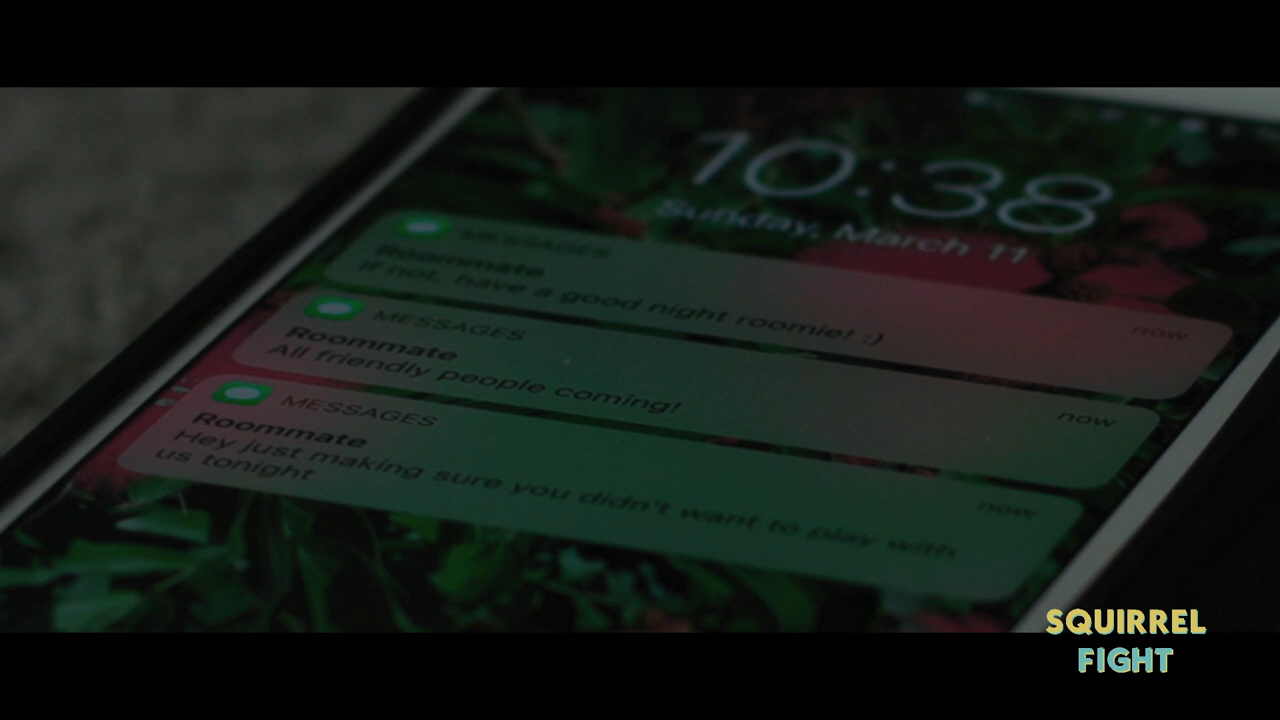 10:38
Sunday, March 11
MESSAGES
Roommate
If not, have a good night roomie! :)
now
MESSAGES
Roommate
All friendly people coming!
now
MESSAGES
Roommate
Hey just making sure you didn't want to play with
us tonight
now
SQUIRREL
FIGHT